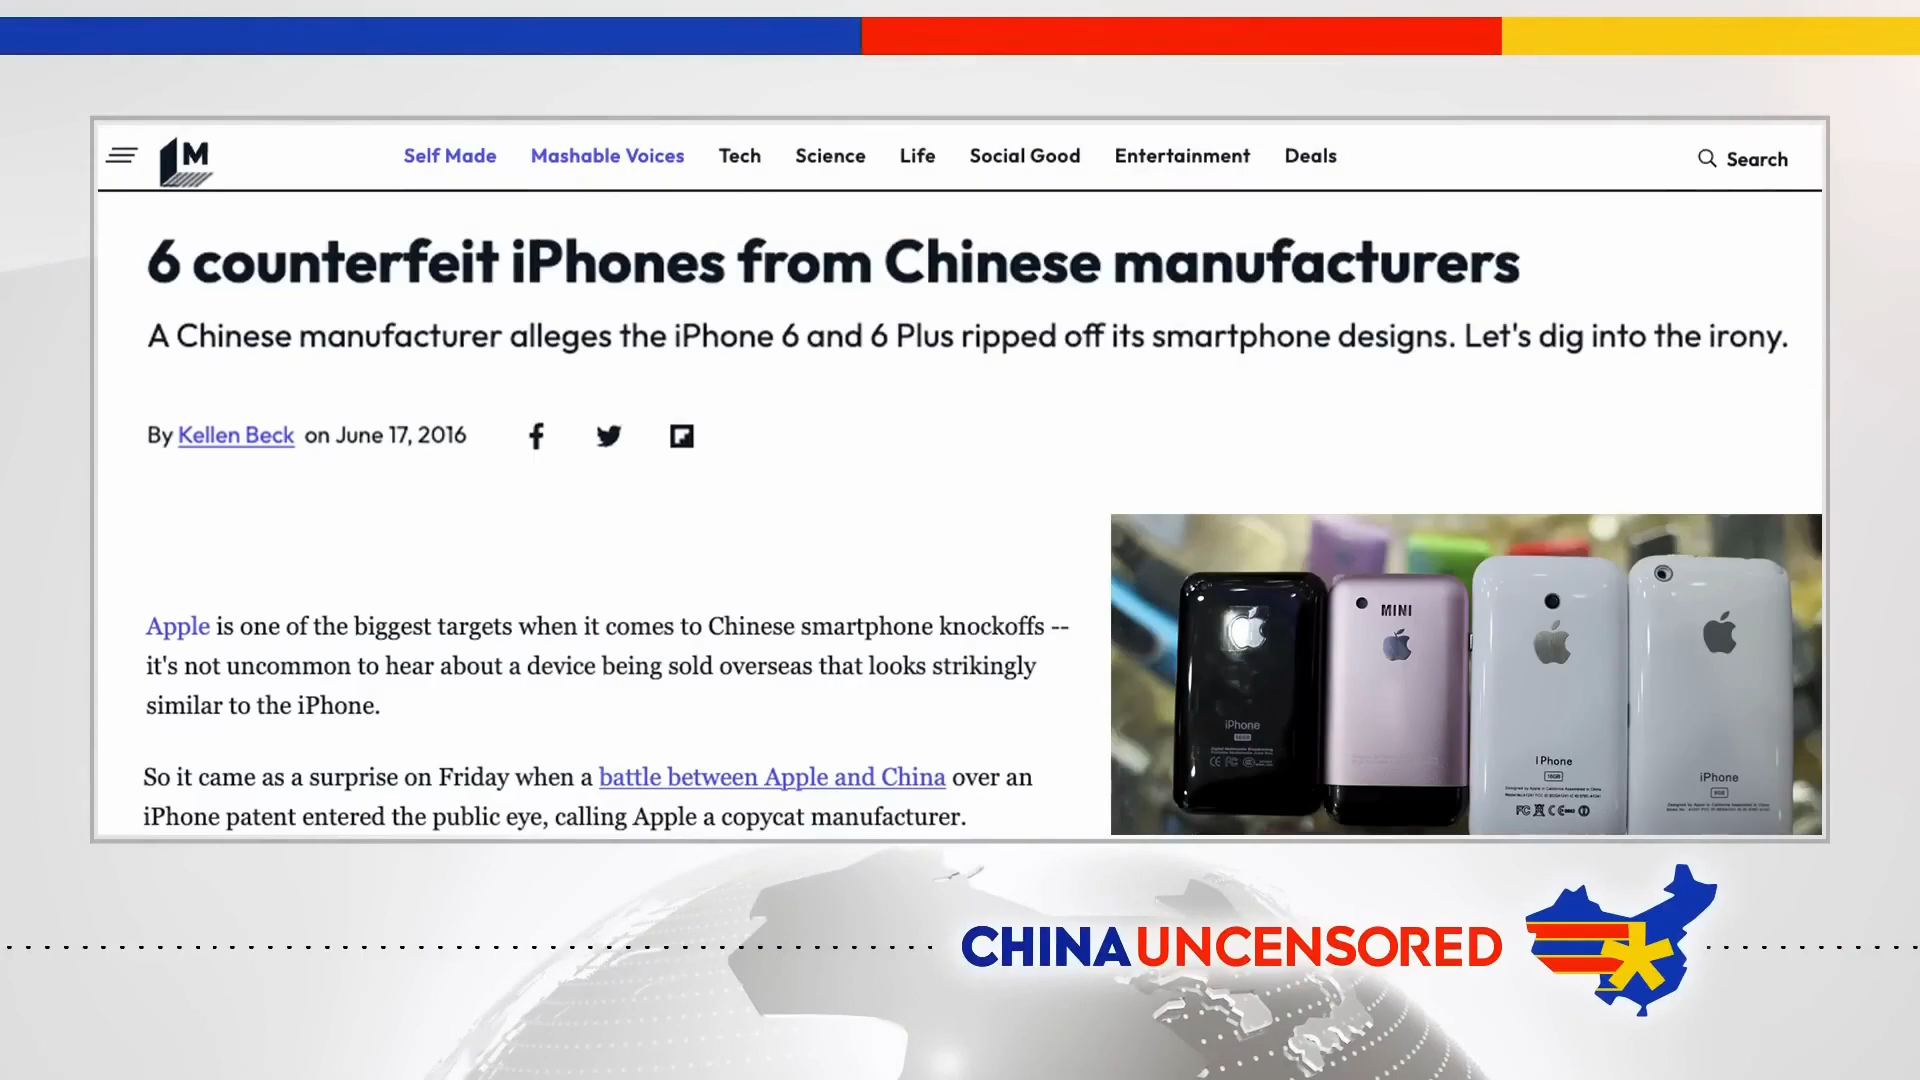 M
Self Made Mashable Voices Tech Science Life Social Good Entertainment Deals Search
6 counterfeit iPhones from Chinese manufacturers
A Chinese manufacturer alleges the iPhone 6 and 6 Plus ripped off its smartphone designs. Let's dig into the irony.
By Kellen Beck on June 17, 2016
Apple is one of the biggest targets when it comes to Chinese smartphone knockoffs --
it's not uncommon to hear about a device being sold overseas that looks strikingly
similar to the iPhone.
So it came as a surprise on Friday when a battle between Apple and China over an
iPhone patent entered the public eye, calling Apple a copycat manufacturer.
MINI
iPhone
iPhone
16GB
iPhone
8GB
CHINA UNCENSORED